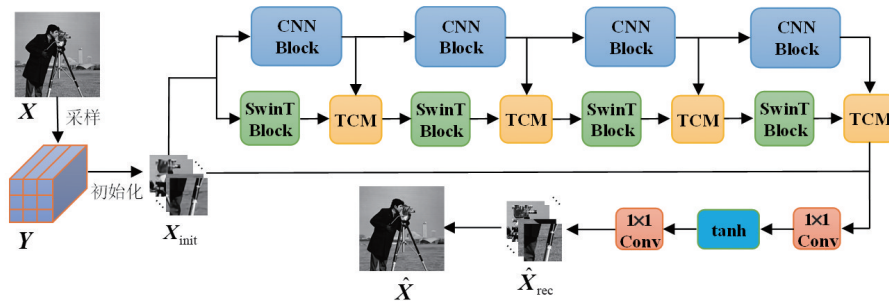 CNN
Block
CNN
Block
CNN
Block
CNN
Block
X
采样
SwinT
Block
TCM
SwinT
Block
TCM
SwinT
Block
TCM
SwinT
Block
TCM
初始化
Y
X_init
1×1
Conv
tanh
1×1
Conv
X̂
X̂_rec